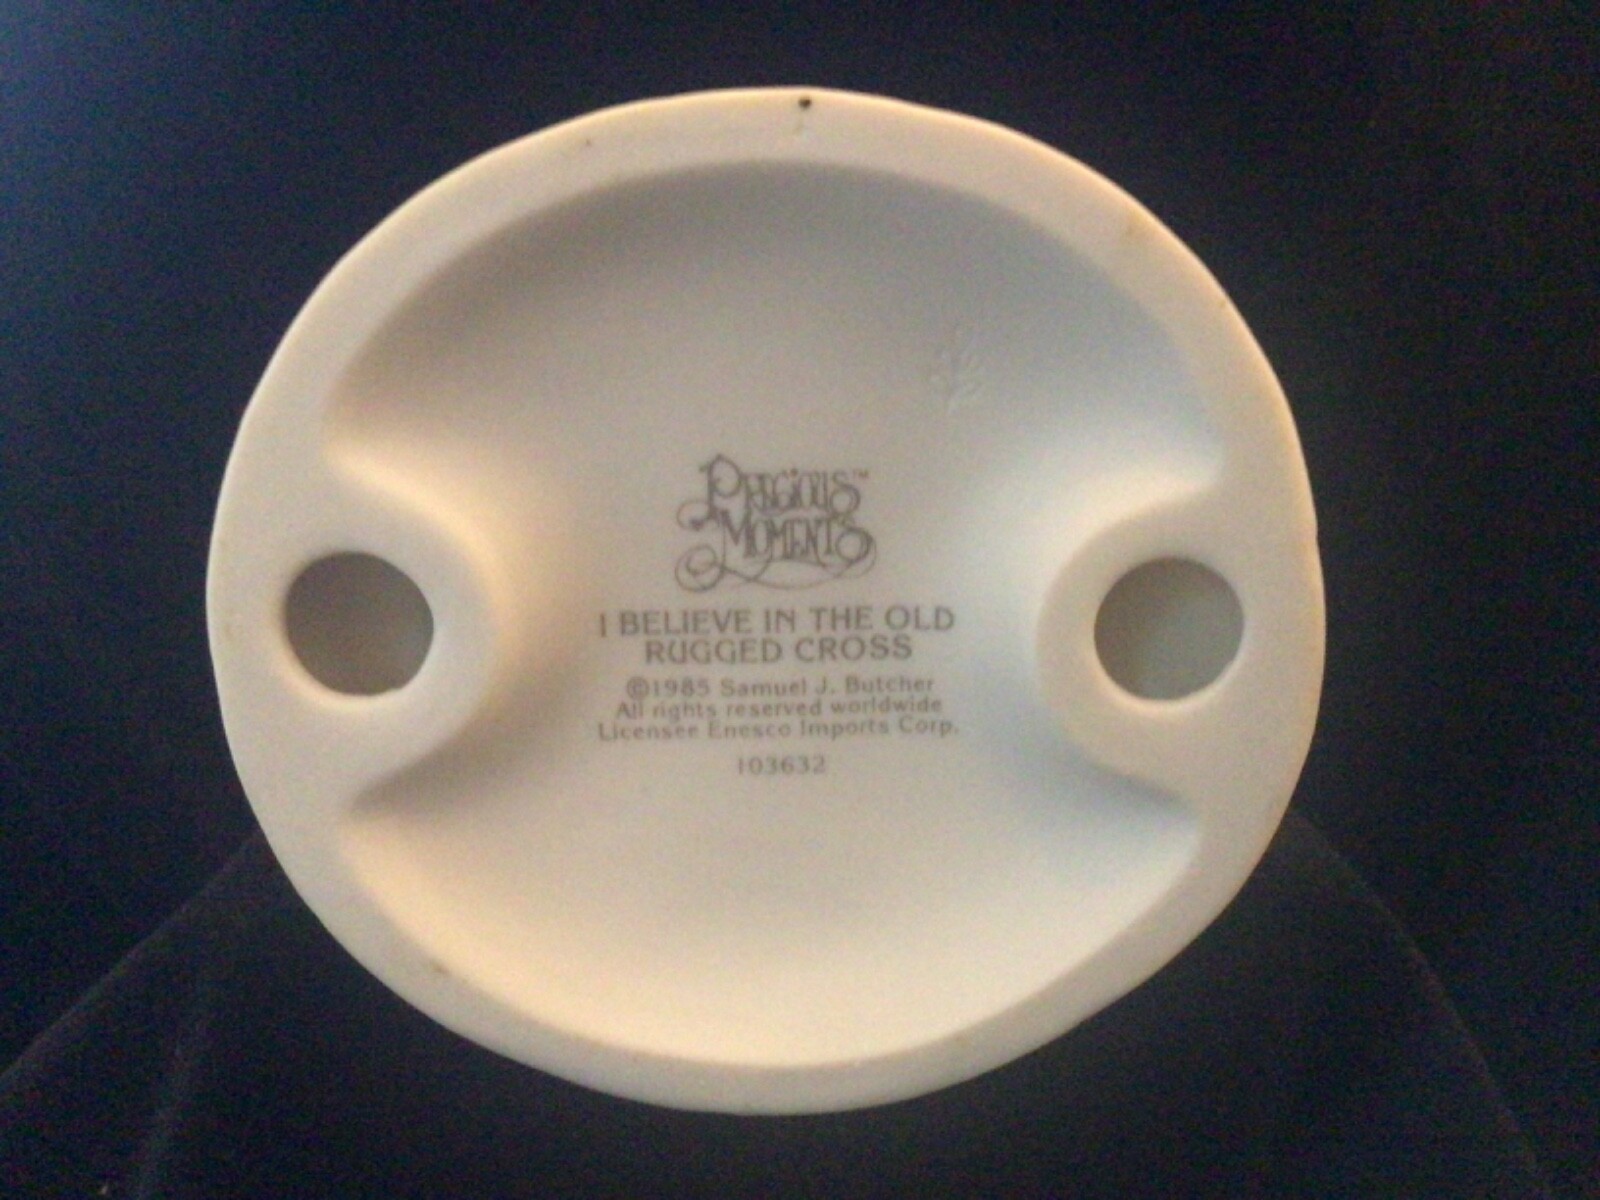 PRECIOUS™
MOMENTS
I BELIEVE IN THE OLD
RUGGED CROSS
©1985 Samuel J. Butcher
All rights reserved worldwide
Licensee Enesco Imports Corp.
103632